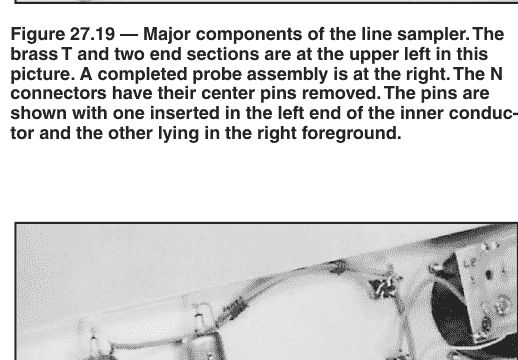 Figure 27.19 — Major components of the line sampler. The
brass T and two end sections are at the upper left in this
picture. A completed probe assembly is at the right. The N
connectors have their center pins removed. The pins are
shown with one inserted in the left end of the inner conduc-
tor and the other lying in the right foreground.